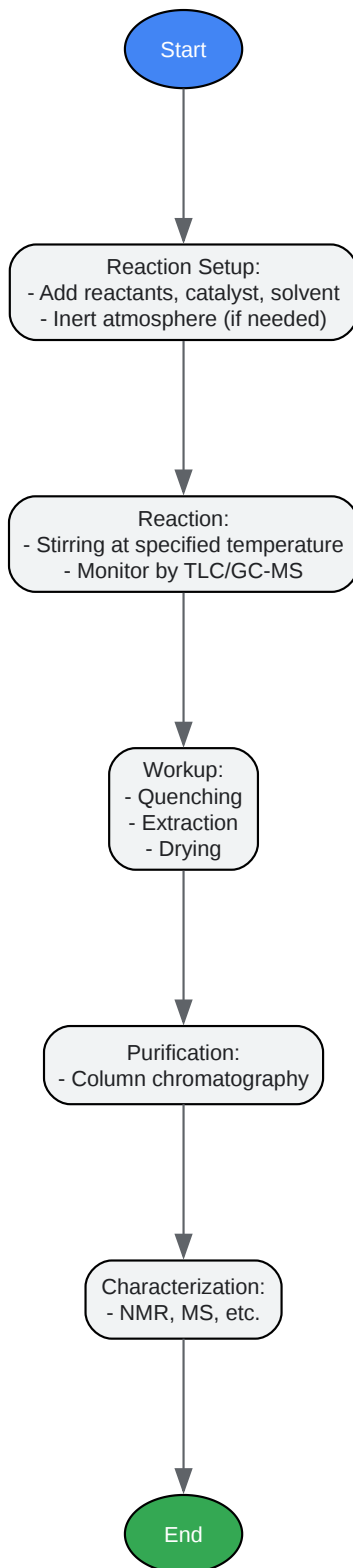 Start
Reaction Setup:
- Add reactants, catalyst, solvent
- Inert atmosphere (if needed)
Reaction:
- Stirring at specified temperature
- Monitor by TLC/GC-MS
Workup:
- Quenching
- Extraction
- Drying
Purification:
- Column chromatography
Characterization:
- NMR, MS, etc.
End